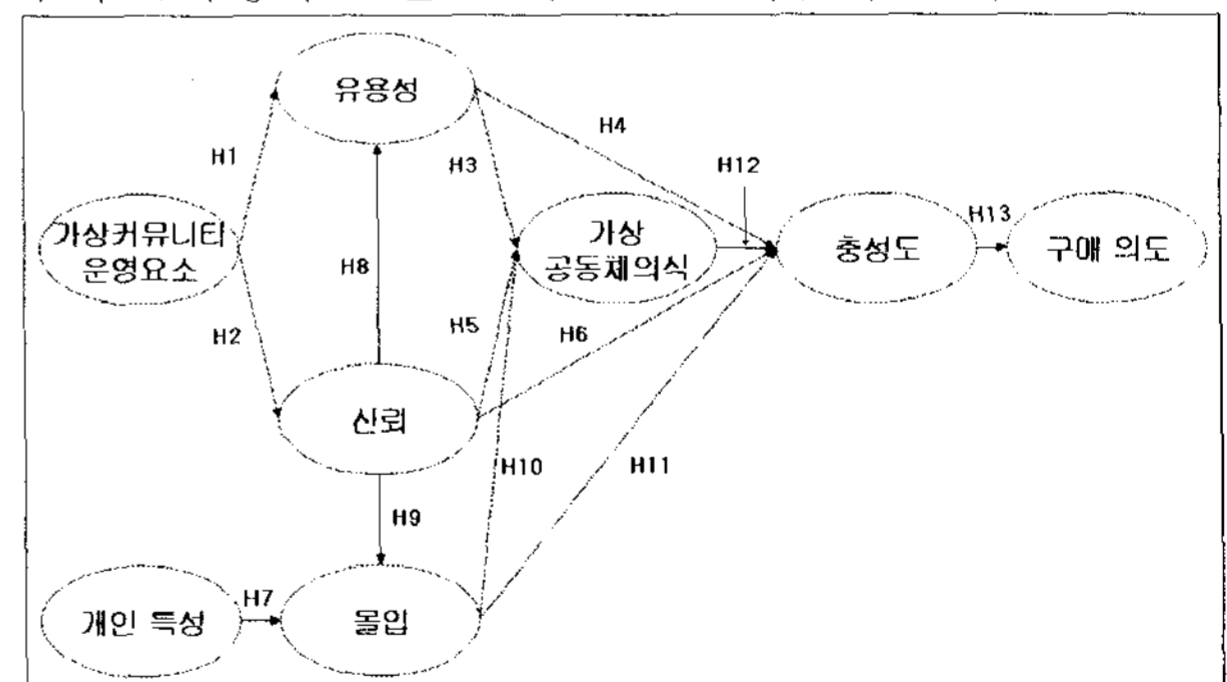 유용성
H4
H1
H3
H12
가상커뮤니티
운영요소
H8
가상
공동체의식
충성도
H13
구매 의도
H2
H5
H6
신뢰
H10
H11
H9
개인 특성
H7
몰입